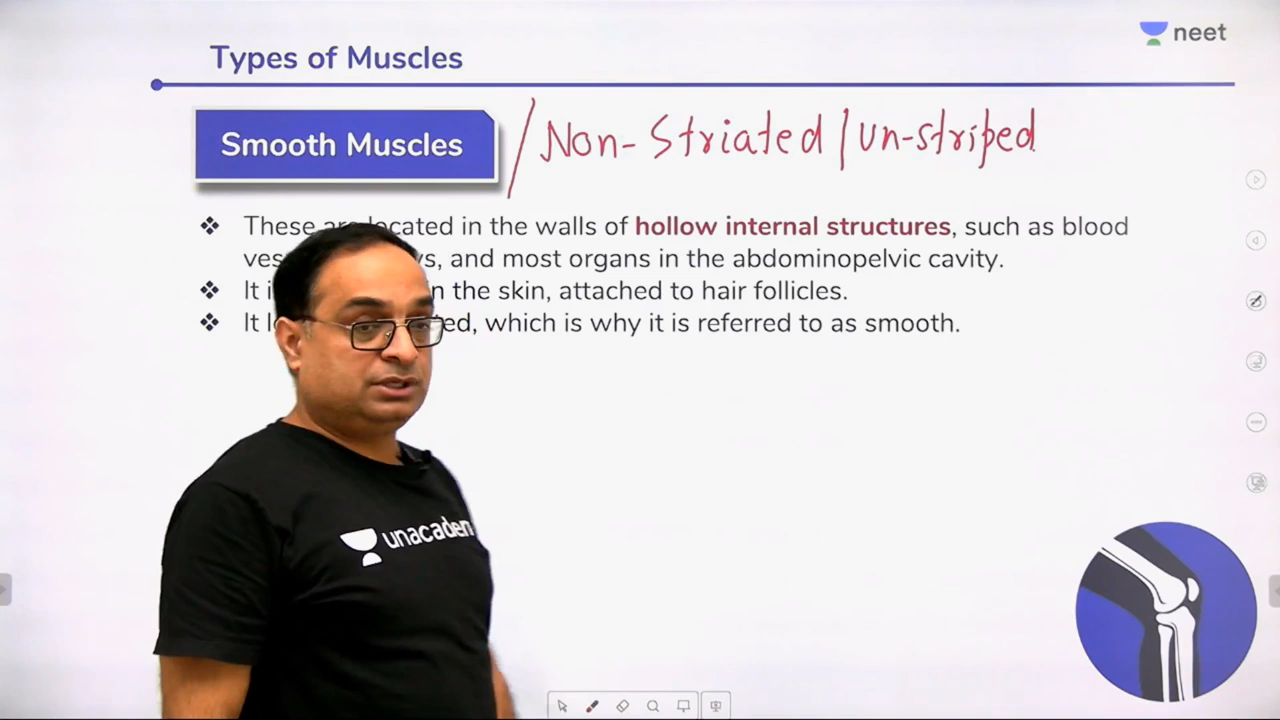 neet
Types of Muscles
Smooth Muscles / Non-Striated / Un-striped
❖ These are located in the walls of hollow internal structures, such as blood
and most organs in the abdominopelvic cavity.
❖ It in the skin, attached to hair follicles.
❖ It which is why it is referred to as smooth.
unacadem